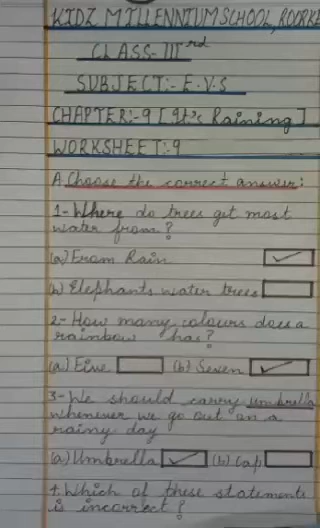 KIDZ MILLENNIUM SCHOOL, ROORKE
CLASS-III rd
SUBJECT:- E.V.S
CHAPTER:-9 [It's Raining]
WORKSHEET:9
A. Choose the correct answer:
1- Where do trees get most
water from?
(a) From Rain
(b) Elephants water trees
2- How many colours does a
rainbow has?
(a) Five (b) Seven
3- We should carry umbrella
whenever we go out on a
rainy day
(a) Umbrella (b) Cap
4. Which of these statements
is incorrect?